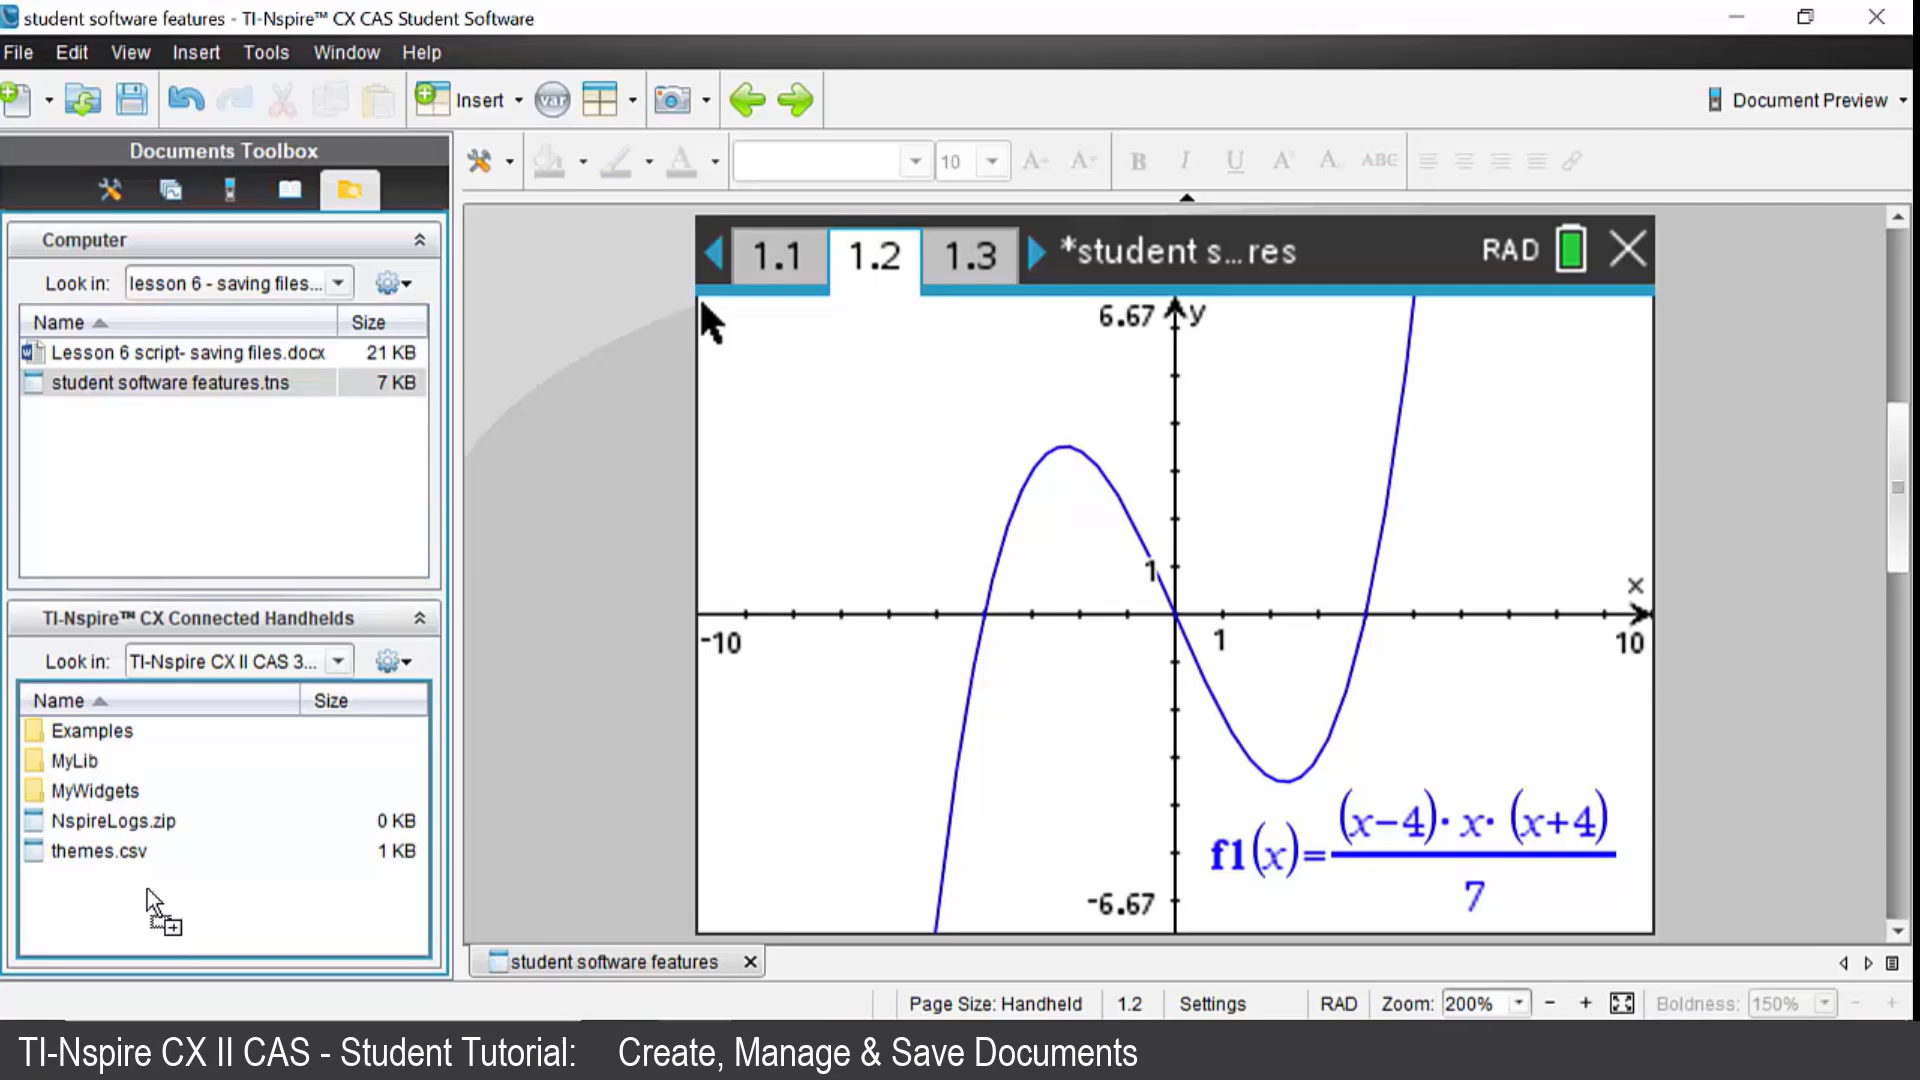 student software features - TI-Nspire™ CX CAS Student Software
File Edit View Insert Tools Window Help
Insert var Document Preview
Documents Toolbox
10 A+ A- B I U A A ABC
Computer
Look in: lesson 6 - saving files...
Name Size
Lesson 6 script- saving files.docx 21 KB
student software features.tns 7 KB
TI-Nspire™ CX Connected Handhelds
Look in: TI-Nspire CX II CAS 3...
Name Size
Examples
MyLib
MyWidgets
NspireLogs.zip 0 KB
themes.csv 1 KB
1.1 1.2 1.3 *student s...res RAD
6.67 y
1
x
-10 1 10
f1(x)=(x-4)·x·(x+4)
7
-6.67
student software features
Page Size: Handheld 1.2 Settings RAD Zoom: 200% Boldness: 150%
TI-Nspire CX II CAS - Student Tutorial: Create, Manage & Save Documents